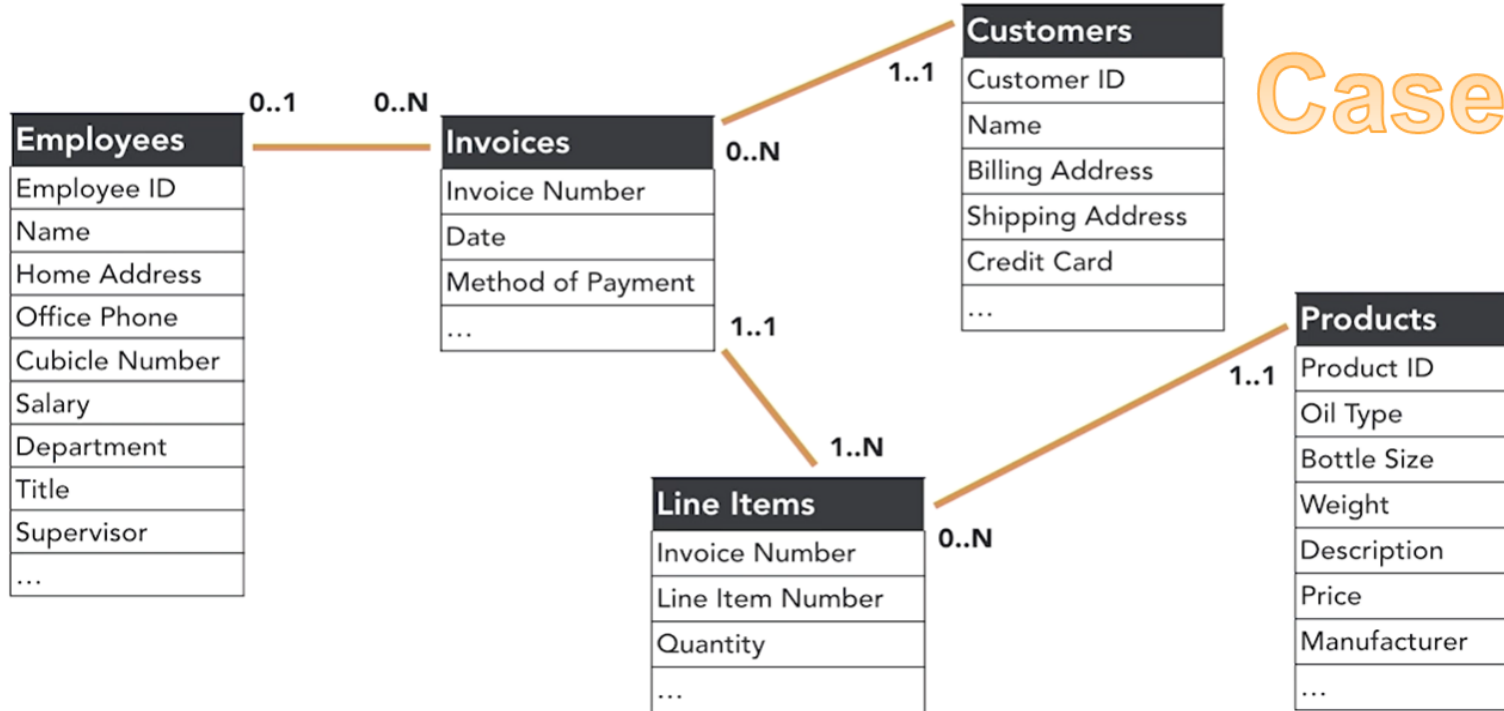 Employees
Employee ID
Name
Home Address
Office Phone
Cubicle Number
Salary
Department
Title
Supervisor
...
0..1
0..N
Invoices
Invoice Number
Date
Method of Payment
...
0..N
1..1
Customers
Customer ID
Name
Billing Address
Shipping Address
Credit Card
...
Case
1..1
1..N
Line Items
Invoice Number
Line Item Number
Quantity
...
0..N
1..1
Products
Product ID
Oil Type
Bottle Size
Weight
Description
Price
Manufacturer
...